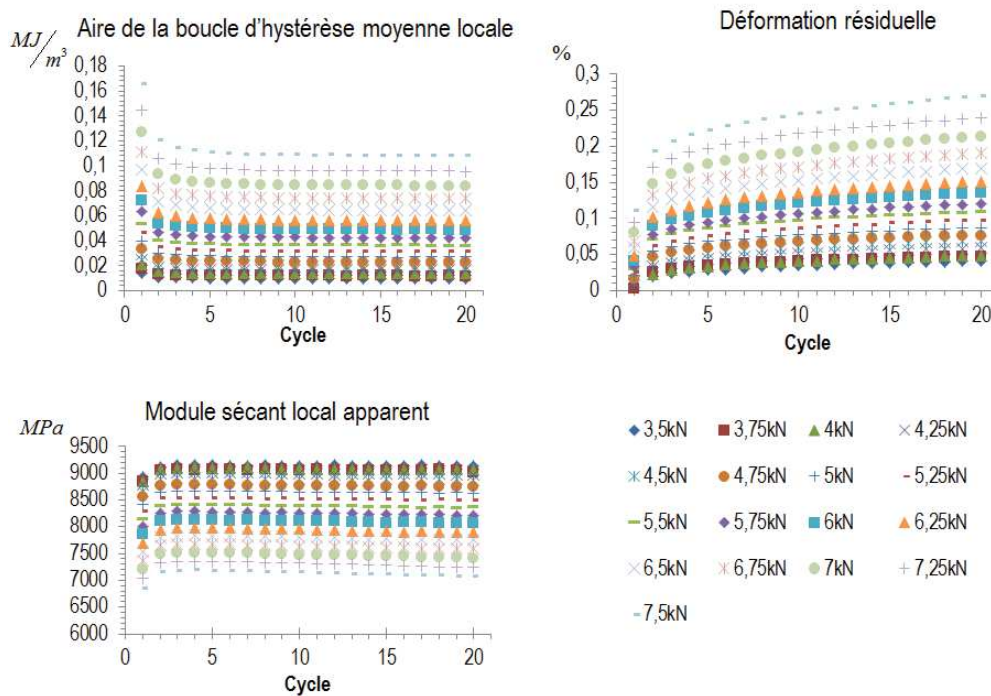 Aire de la boucle d'hystérèse moyenne locale
MJ/m³
0,18
0,16
0,14
0,12
0,1
0,08
0,06
0,04
0,02
0
0 5 10 15 20
Cycle
Déformation résiduelle
%
0,3
0,25
0,2
0,15
0,1
0,05
0
0 5 10 15 20
Cycle
Module sécant local apparent
MPa
9500
9000
8500
8000
7500
7000
6500
6000
0 5 10 15 20
Cycle
3,5kN 3,75kN 4kN 4,25kN
4,5kN 4,75kN 5kN 5,25kN
5,5kN 5,75kN 6kN 6,25kN
6,5kN 6,75kN 7kN 7,25kN
7,5kN